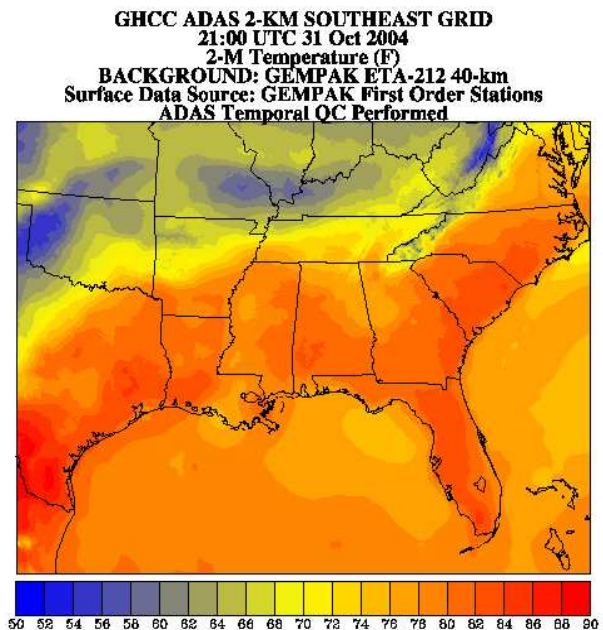 GHCC ADAS 2-KM SOUTHEAST GRID
21:00 UTC 31 Oct 2004
2-M Temperature (F)
BACKGROUND: GEMPAK ETA-212 40-km
Surface Data Source: GEMPAK First Order Stations
ADAS Temporal QC Performed
50 52 54 56 58 60 62 64 66 68 70 72 74 76 78 80 82 84 86 88 90